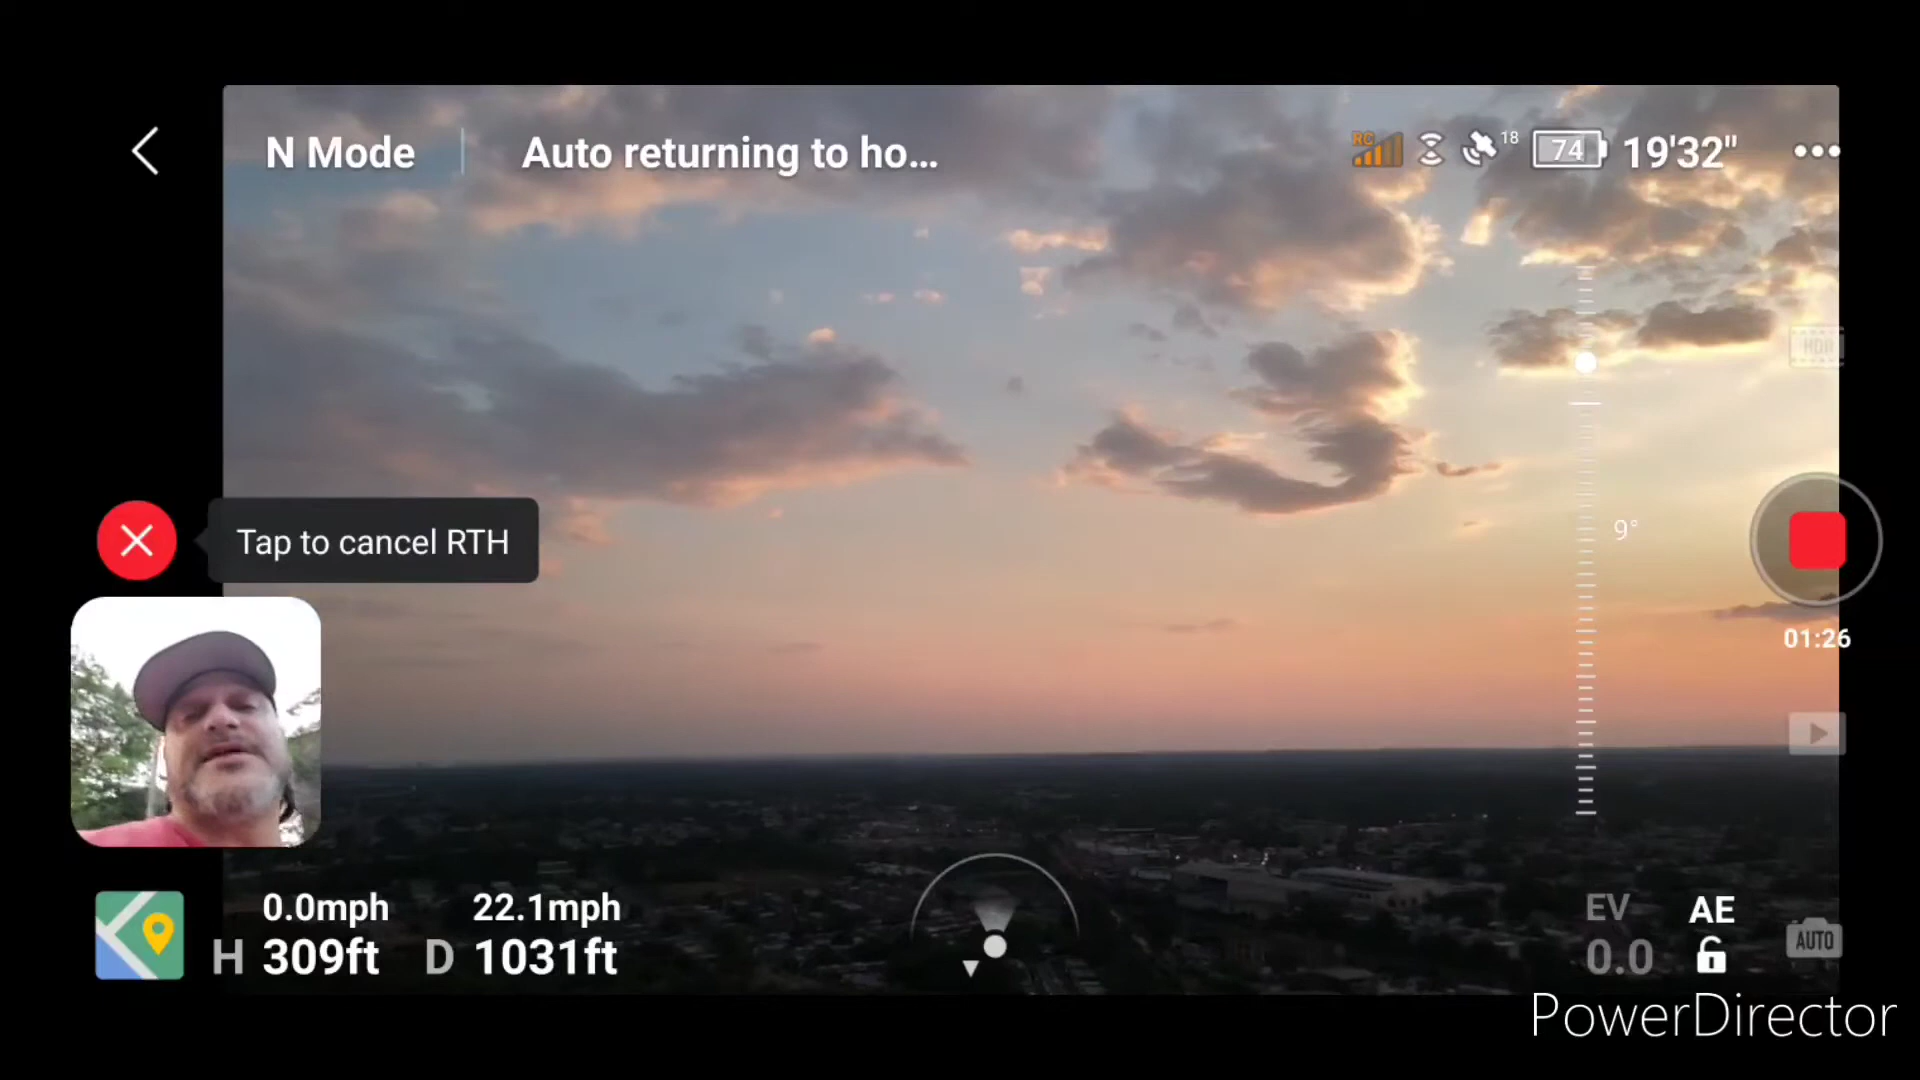 N Mode
Auto returning to ho...
RC
18
74
19'32"
HDR
9°
Tap to cancel RTH
01:26
0.0mph
22.1mph
H 309ft
D 1031ft
EV
0.0
AE
AUTO
PowerDirector